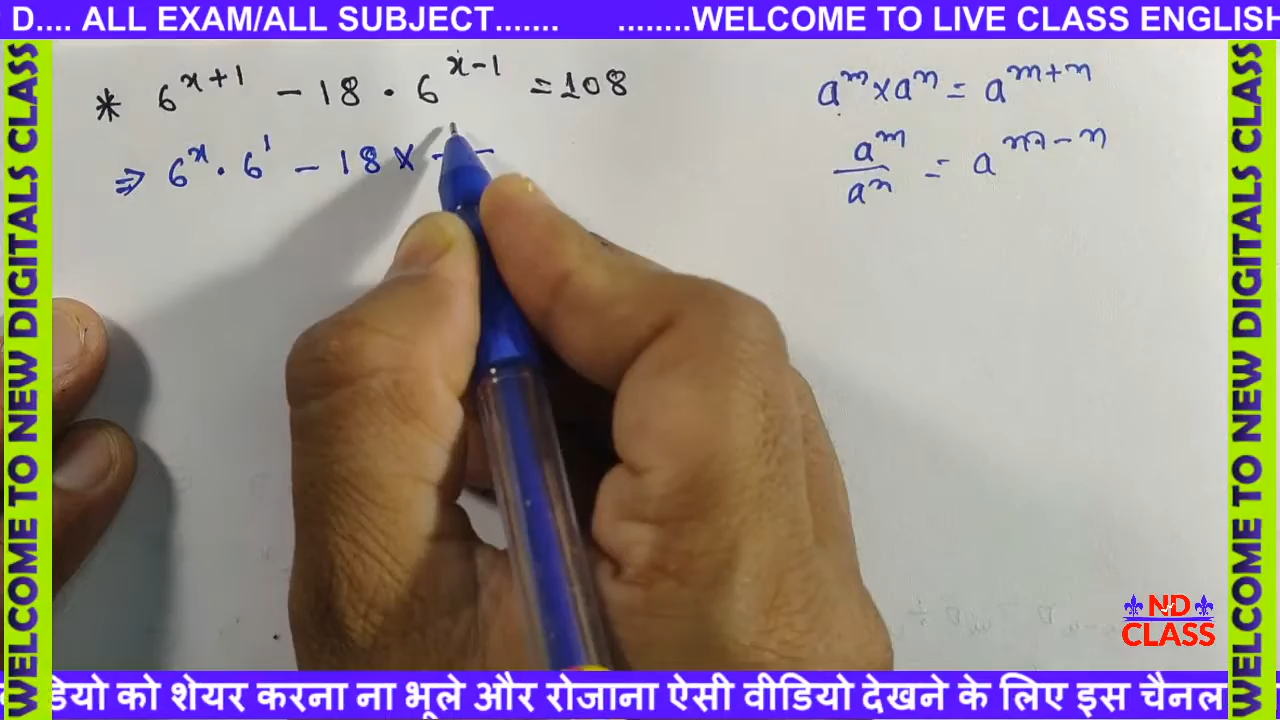 D.... ALL EXAM/ALL SUBJECT....... ........WELCOME TO LIVE CLASS ENGLISH
WELCOME TO NEW DIGITALS CLASS
* 6^{x+1} - 18 · 6^{x-1} = 108
⇒ 6^x · 6^1 - 18 ×
a^m × a^n = a^{m+n}
a^m / a^n = a^{m-n}
WELCOME TO NEW DIGITALS CLASS
ND
CLASS
डियो को शेयर करना ना भूले और रोजाना ऐसी वीडियो देखने के लिए इस चैनल